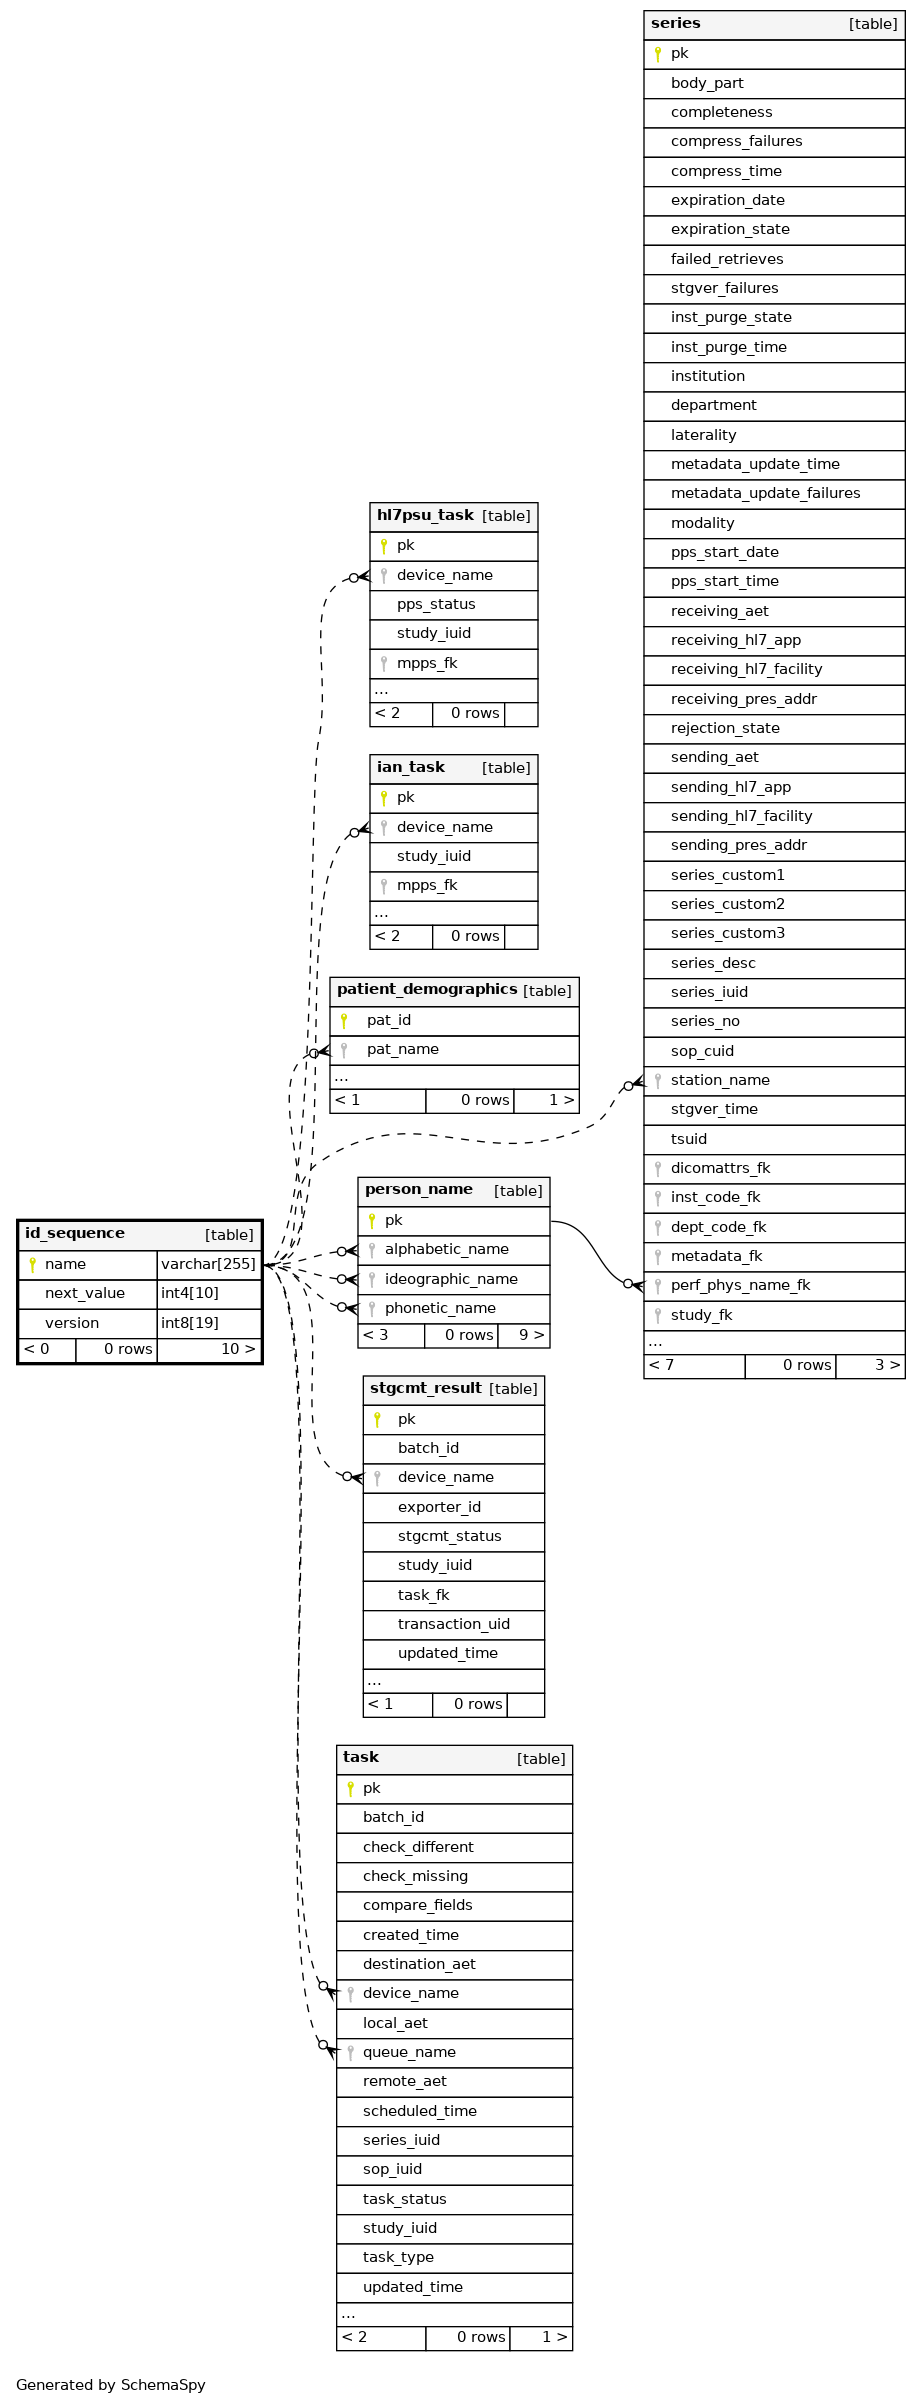 series [table]
pk
body_part
completeness
compress_failures
compress_time
expiration_date
expiration_state
failed_retrieves
stgver_failures
inst_purge_state
inst_purge_time
institution
department
laterality
metadata_update_time
metadata_update_failures
modality
pps_start_date
pps_start_time
receiving_aet
receiving_hl7_app
receiving_hl7_facility
receiving_pres_addr
rejection_state
sending_aet
sending_hl7_app
sending_hl7_facility
sending_pres_addr
series_custom1
series_custom2
series_custom3
series_desc
series_iuid
series_no
sop_cuid
station_name
stgver_time
tsuid
dicomattrs_fk
inst_code_fk
dept_code_fk
metadata_fk
perf_phys_name_fk
study_fk
...
< 7 0 rows 3 >
hl7psu_task [table]
pk
device_name
pps_status
study_iuid
mpps_fk
...
< 2 0 rows
ian_task [table]
pk
device_name
study_iuid
mpps_fk
...
< 2 0 rows
patient_demographics [table]
pat_id
pat_name
...
< 1 0 rows 1 >
person_name [table]
pk
alphabetic_name
ideographic_name
phonetic_name
< 3 0 rows 9 >
id_sequence [table]
name varchar[255]
next_value int4[10]
version int8[19]
< 0 0 rows 10 >
stgcmt_result [table]
pk
batch_id
device_name
exporter_id
stgcmt_status
study_iuid
task_fk
transaction_uid
updated_time
...
< 1 0 rows
task [table]
pk
batch_id
check_different
check_missing
compare_fields
created_time
destination_aet
device_name
local_aet
queue_name
remote_aet
scheduled_time
series_iuid
sop_iuid
task_status
study_iuid
task_type
updated_time
...
< 2 0 rows 1 >
Generated by SchemaSpy